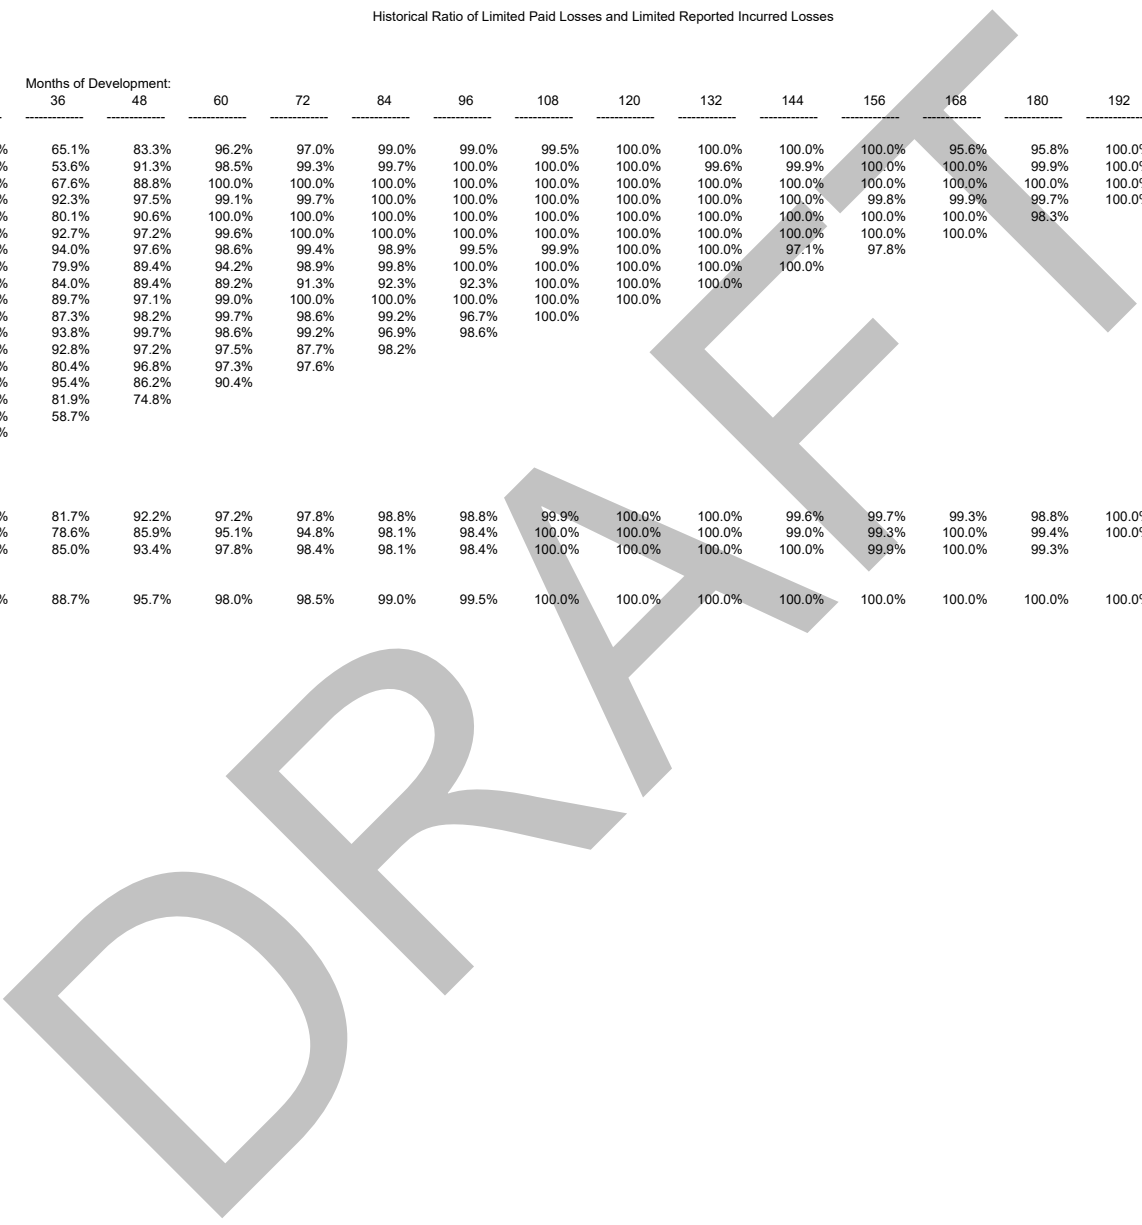 Historical Ratio of Limited Paid Losses and Limited Reported Incurred Losses
Months of Development:
36 48 60 72 84 96 108 120 132 144 156 168 180 192
% 65.1% 83.3% 96.2% 97.0% 99.0% 99.0% 99.5% 100.0% 100.0% 100.0% 100.0% 95.6% 95.8% 100.0%
% 53.6% 91.3% 98.5% 99.3% 99.7% 100.0% 100.0% 100.0% 99.6% 99.9% 100.0% 100.0% 99.9% 100.0%
% 67.6% 88.8% 100.0% 100.0% 100.0% 100.0% 100.0% 100.0% 100.0% 100.0% 100.0% 100.0% 100.0% 100.0%
% 92.3% 97.5% 99.1% 99.7% 100.0% 100.0% 100.0% 100.0% 100.0% 100.0% 99.8% 99.9% 99.7% 100.0%
% 80.1% 90.6% 100.0% 100.0% 100.0% 100.0% 100.0% 100.0% 100.0% 100.0% 100.0% 100.0% 98.3%
% 92.7% 97.2% 99.6% 100.0% 100.0% 100.0% 100.0% 100.0% 100.0% 100.0% 100.0% 100.0%
% 94.0% 97.6% 98.6% 99.4% 98.9% 99.5% 99.9% 100.0% 100.0% 97.1% 97.8%
% 79.9% 89.4% 94.2% 98.9% 99.8% 100.0% 100.0% 100.0% 100.0% 100.0%
% 84.0% 89.4% 89.2% 91.3% 92.3% 92.3% 100.0% 100.0% 100.0%
% 89.7% 97.1% 99.0% 100.0% 100.0% 100.0% 100.0% 100.0%
% 87.3% 98.2% 99.7% 98.6% 99.2% 96.7% 100.0%
% 93.8% 99.7% 98.6% 99.2% 96.9% 98.6%
% 92.8% 97.2% 97.5% 87.7% 98.2%
% 80.4% 96.8% 97.3% 97.6%
% 95.4% 86.2% 90.4%
% 81.9% 74.8%
% 58.7%
%
% 81.7% 92.2% 97.2% 97.8% 98.8% 98.8% 99.9% 100.0% 100.0% 99.6% 99.7% 99.3% 98.8% 100.0%
% 78.6% 85.9% 95.1% 94.8% 98.1% 98.4% 100.0% 100.0% 100.0% 99.0% 99.3% 100.0% 99.4% 100.0%
% 85.0% 93.4% 97.8% 98.4% 98.1% 98.4% 100.0% 100.0% 100.0% 100.0% 99.9% 100.0% 99.3%
% 88.7% 95.7% 98.0% 98.5% 99.0% 99.5% 100.0% 100.0% 100.0% 100.0% 100.0% 100.0% 100.0% 100.0%
DRAFT